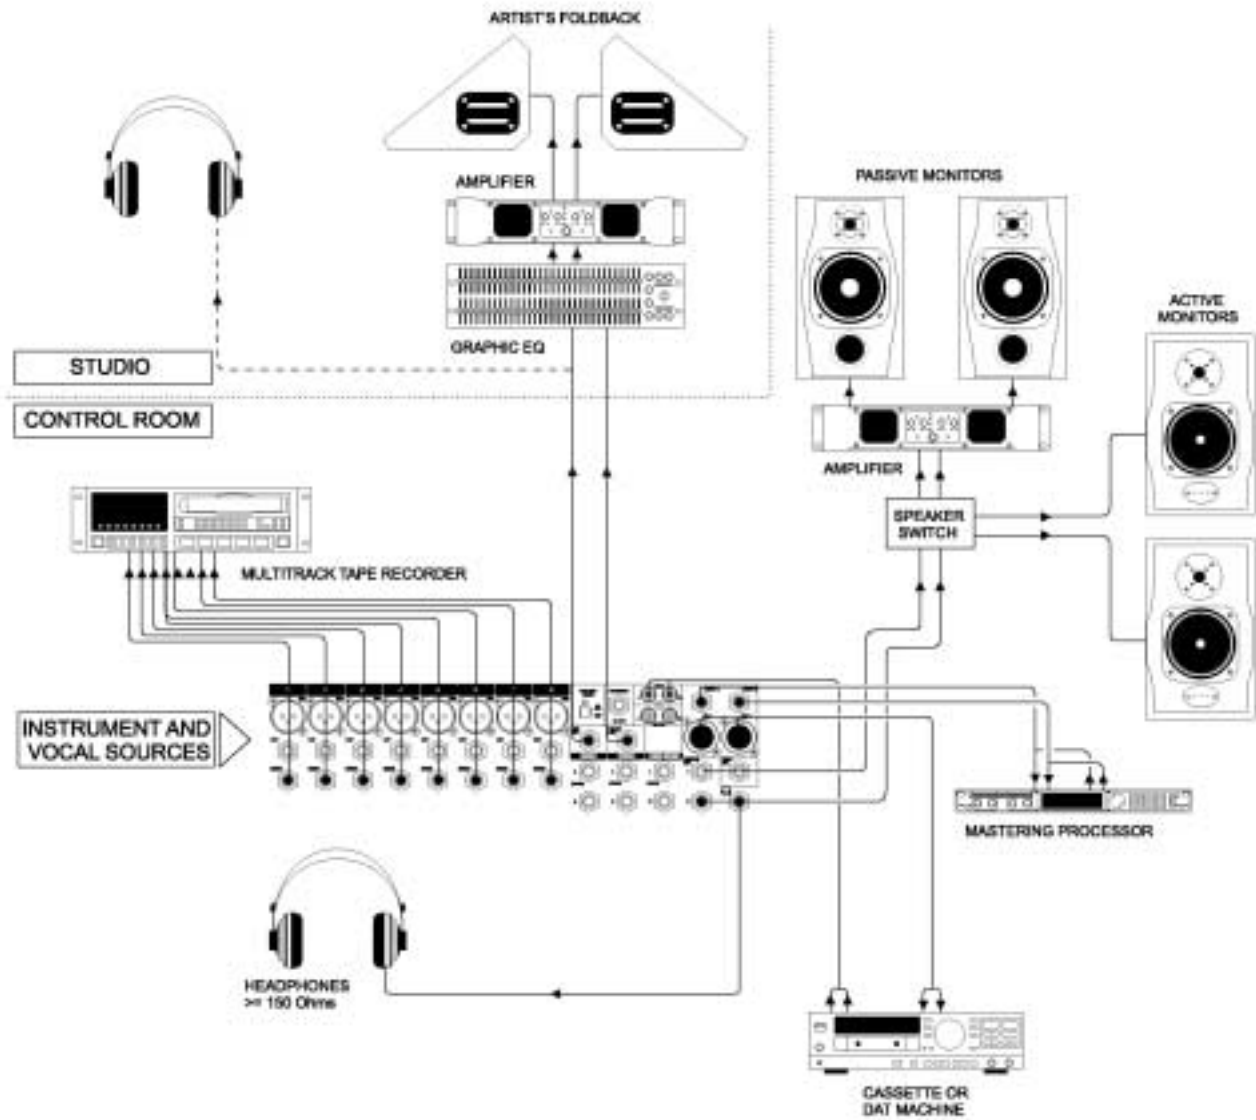 ARTIST'S FOLDBACK
AMPLIFIER
PASSIVE MONITORS
ACTIVE
MONITORS
GRAPHIC EQ
STUDIO
CONTROL ROOM
AMPLIFIER
SPEAKER
SWITCH
MULTITRACK TAPE RECORDER
INSTRUMENT AND
VOCAL SOURCES
MASTERING PROCESSOR
HEADPHONES
>= 150 Ohms
CASSETTE OR
DAT MACHINE